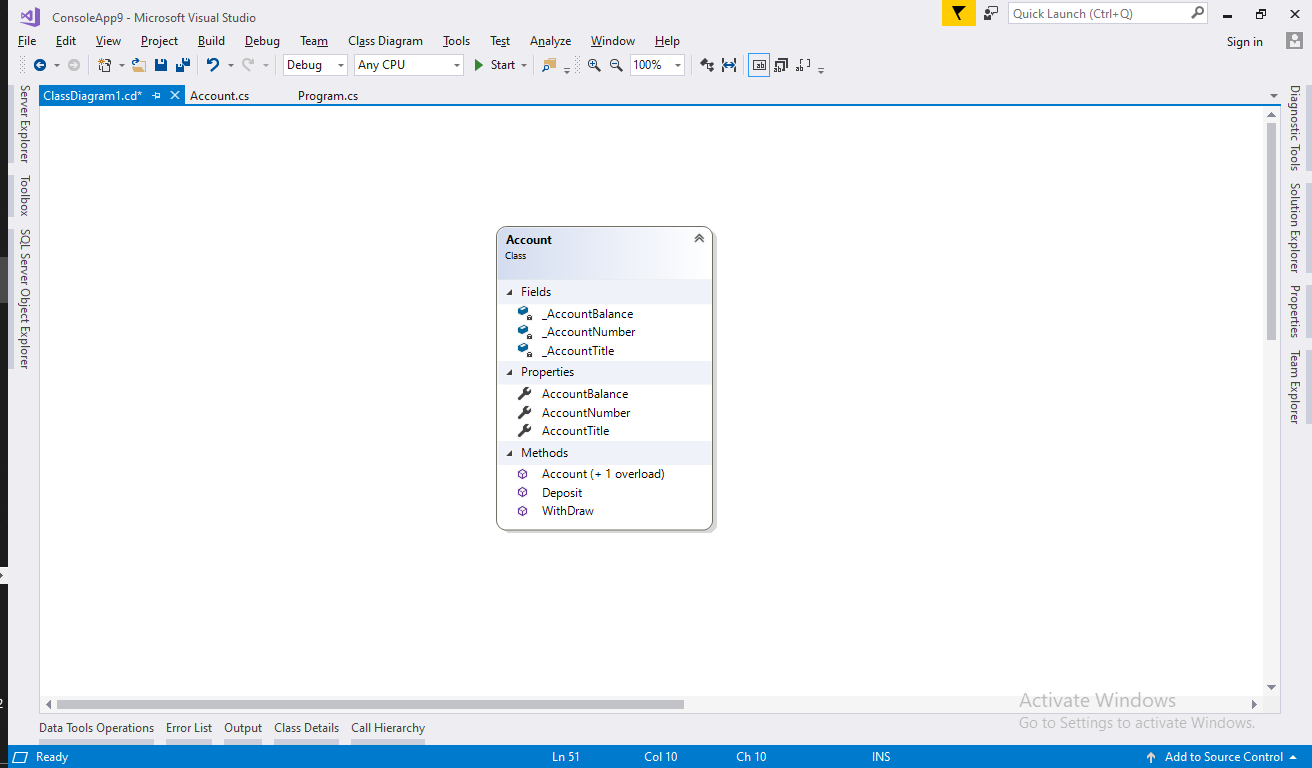 ConsoleApp9 - Microsoft Visual Studio
Quick Launch (Ctrl+Q)
File Edit View Project Build Debug Team Class Diagram Tools Test Analyze Window Help
Sign in
Debug Any CPU Start 100%
ClassDiagram1.cd* Account.cs Program.cs
Server Explorer
Toolbox
SQL Server Object Explorer
Account
Class
Fields
_AccountBalance
_AccountNumber
_AccountTitle
Properties
AccountBalance
AccountNumber
AccountTitle
Methods
Account (+ 1 overload)
Deposit
WithDraw
Diagnostic Tools
Solution Explorer
Properties
Team Explorer
Activate Windows
Go to Settings to activate Windows.
Data Tools Operations Error List Output Class Details Call Hierarchy
Ready Ln 51 Col 10 Ch 10 INS Add to Source Control